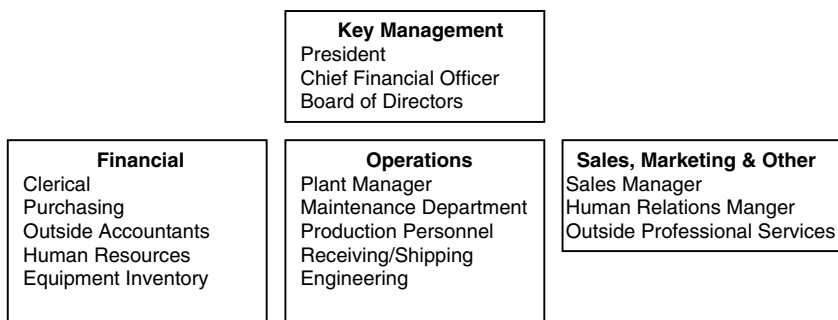 Key Management
President
Chief Financial Officer
Board of Directors
Financial
Clerical
Purchasing
Outside Accountants
Human Resources
Equipment Inventory
Operations
Plant Manager
Maintenance Department
Production Personnel
Receiving/Shipping
Engineering
Sales, Marketing & Other
Sales Manager
Human Relations Manger
Outside Professional Services